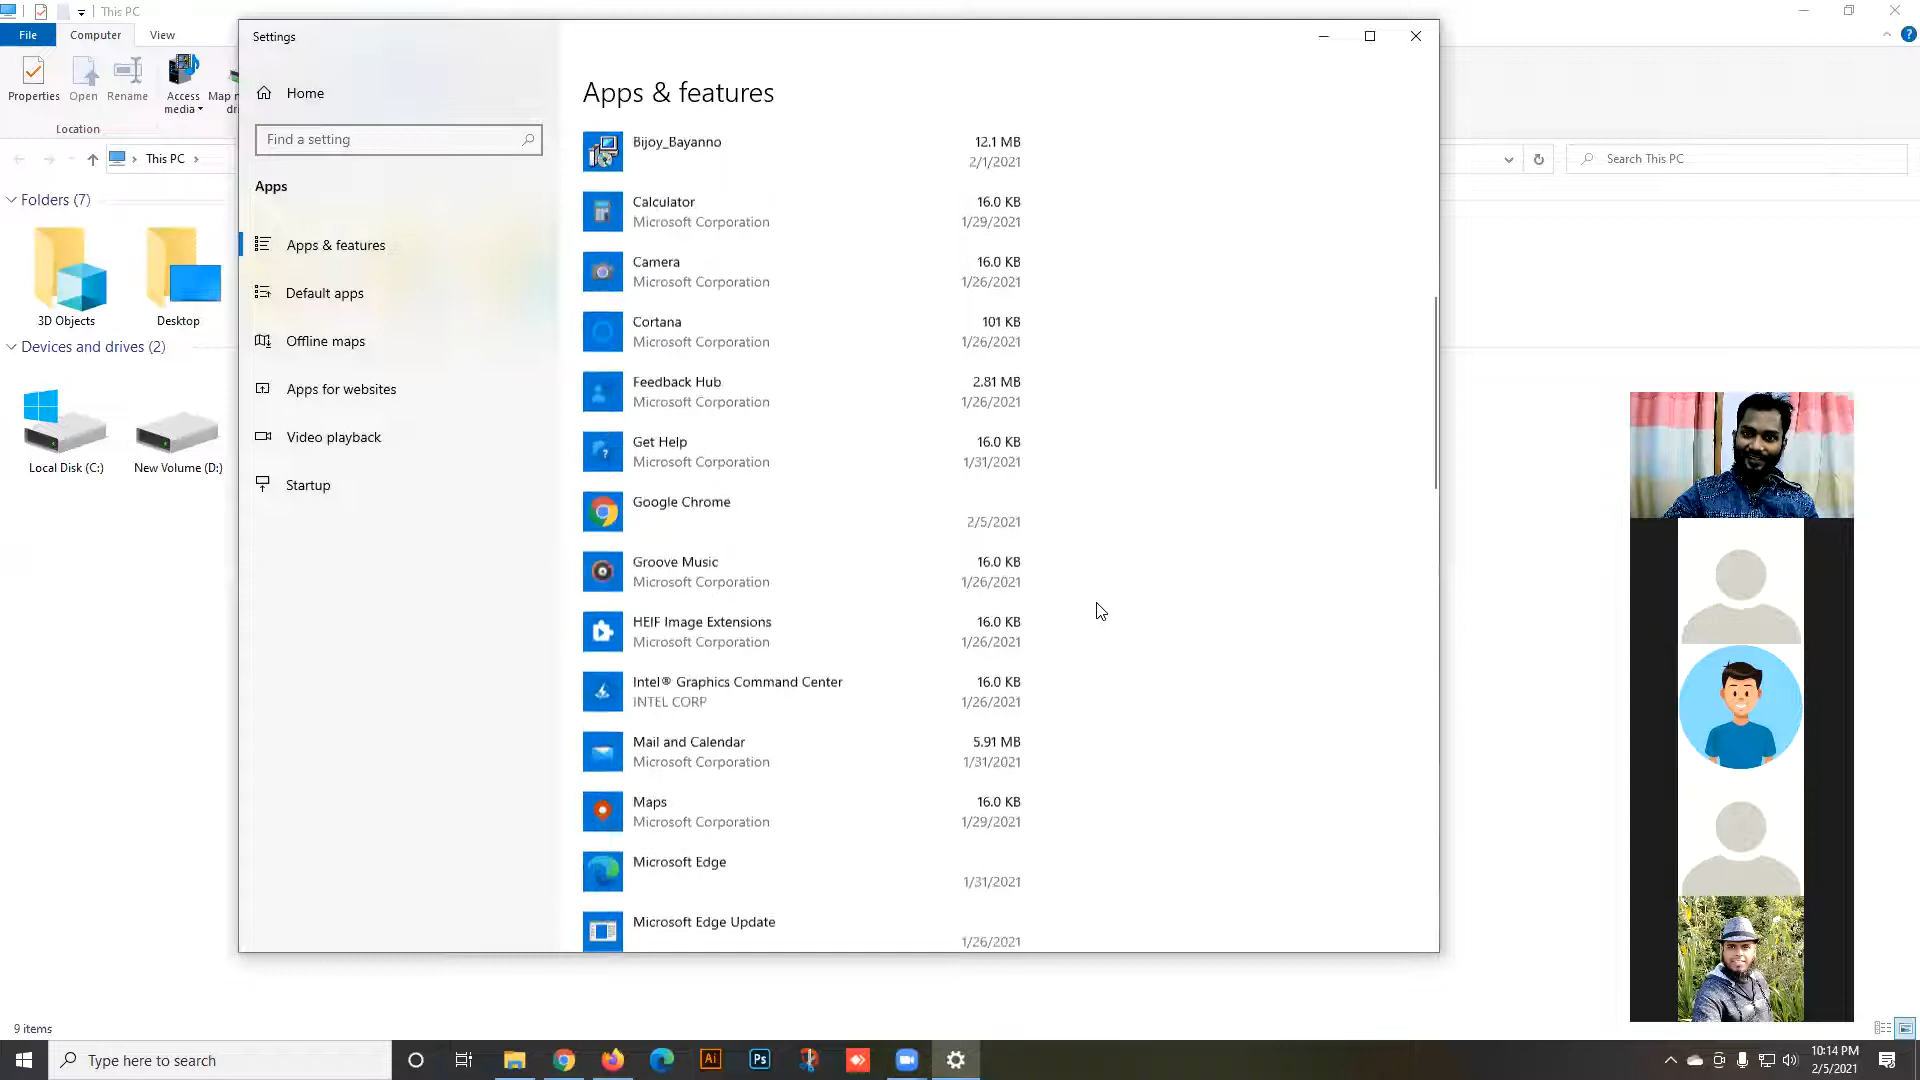 This PC
File
Computer
View
Properties
Open
Rename
Access media
Map n
dri
Location
This PC
Search This PC
Folders (7)
3D Objects
Desktop
Devices and drives (2)
Local Disk (C:)
New Volume (D:)
9 items
Settings
Home
Find a setting
Apps
Apps & features
Default apps
Offline maps
Apps for websites
Video playback
Startup
Apps & features
Bijoy_Bayanno 12.1 MB
2/1/2021
Calculator 16.0 KB
Microsoft Corporation 1/29/2021
Camera 16.0 KB
Microsoft Corporation 1/26/2021
Cortana 101 KB
Microsoft Corporation 1/26/2021
Feedback Hub 2.81 MB
Microsoft Corporation 1/26/2021
Get Help 16.0 KB
Microsoft Corporation 1/31/2021
Google Chrome
2/5/2021
Groove Music 16.0 KB
Microsoft Corporation 1/26/2021
HEIF Image Extensions 16.0 KB
Microsoft Corporation 1/26/2021
Intel® Graphics Command Center 16.0 KB
INTEL CORP 1/26/2021
Mail and Calendar 5.91 MB
Microsoft Corporation 1/31/2021
Maps 16.0 KB
Microsoft Corporation 1/29/2021
Microsoft Edge
1/31/2021
Microsoft Edge Update
1/26/2021
Type here to search
Ai
Ps
10:14 PM
2/5/2021